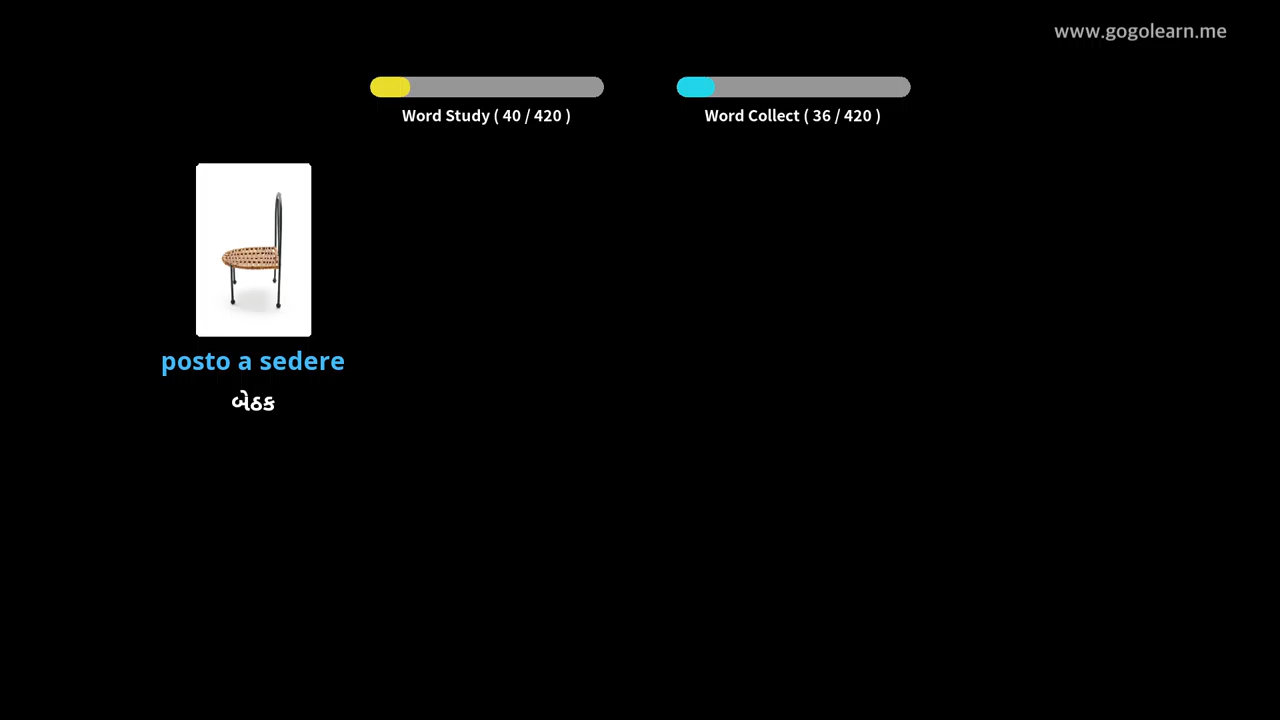 www.gogolearn.me
Word Study ( 40 / 420 )
Word Collect ( 36 / 420 )
posto a sedere
બેઠક